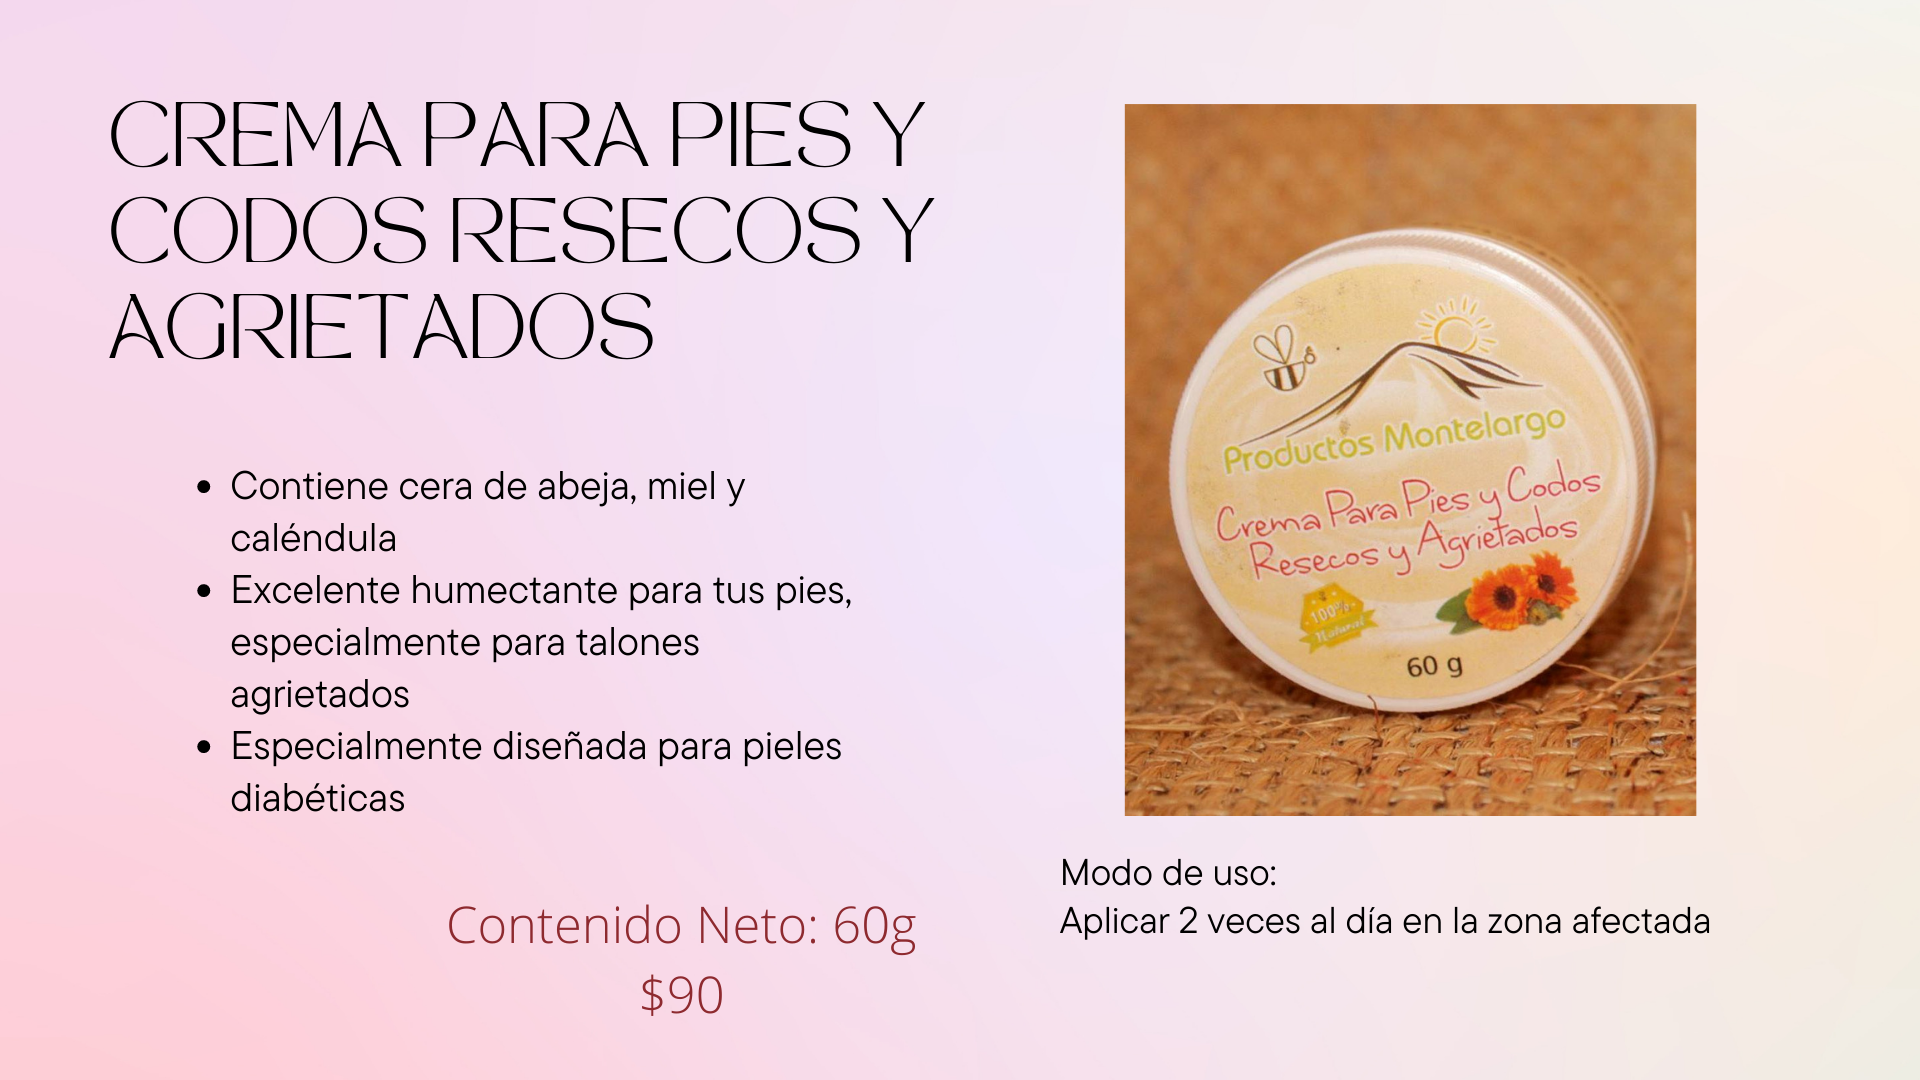 CREMA PARA PIES Y
CODOS RESECOS Y
AGRIETADOS
• Contiene cera de abeja, miel y
caléndula
• Excelente humectante para tus pies,
especialmente para talones
agrietados
• Especialmente diseñada para pieles
diabéticas
Contenido Neto: 60g
$90
Productos Montelargo
Crema Para Pies y Codos
Resecos y Agrietados
100%
Natural
60 g
Modo de uso:
Aplicar 2 veces al día en la zona afectada